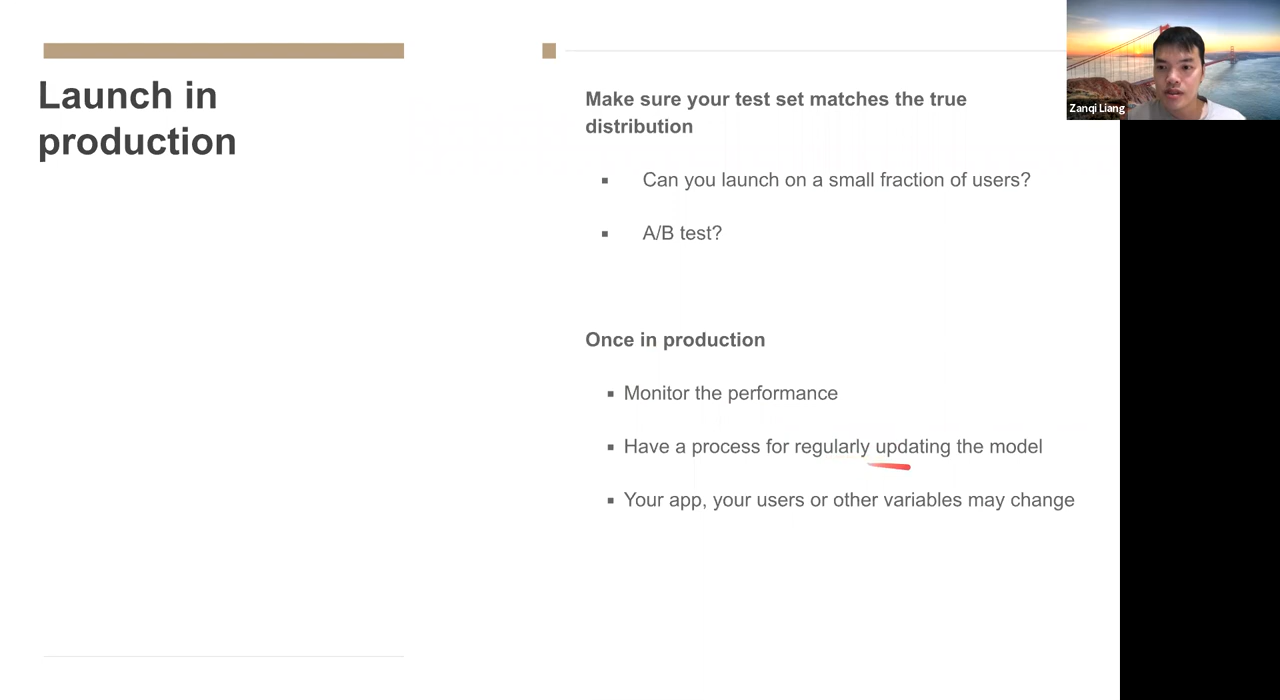 Launch in
production
Make sure your test set matches the true
distribution
▪ Can you launch on a small fraction of users?
▪ A/B test?
Once in production
▪ Monitor the performance
▪ Have a process for regularly updating the model
▪ Your app, your users or other variables may change
Zanqi Liang